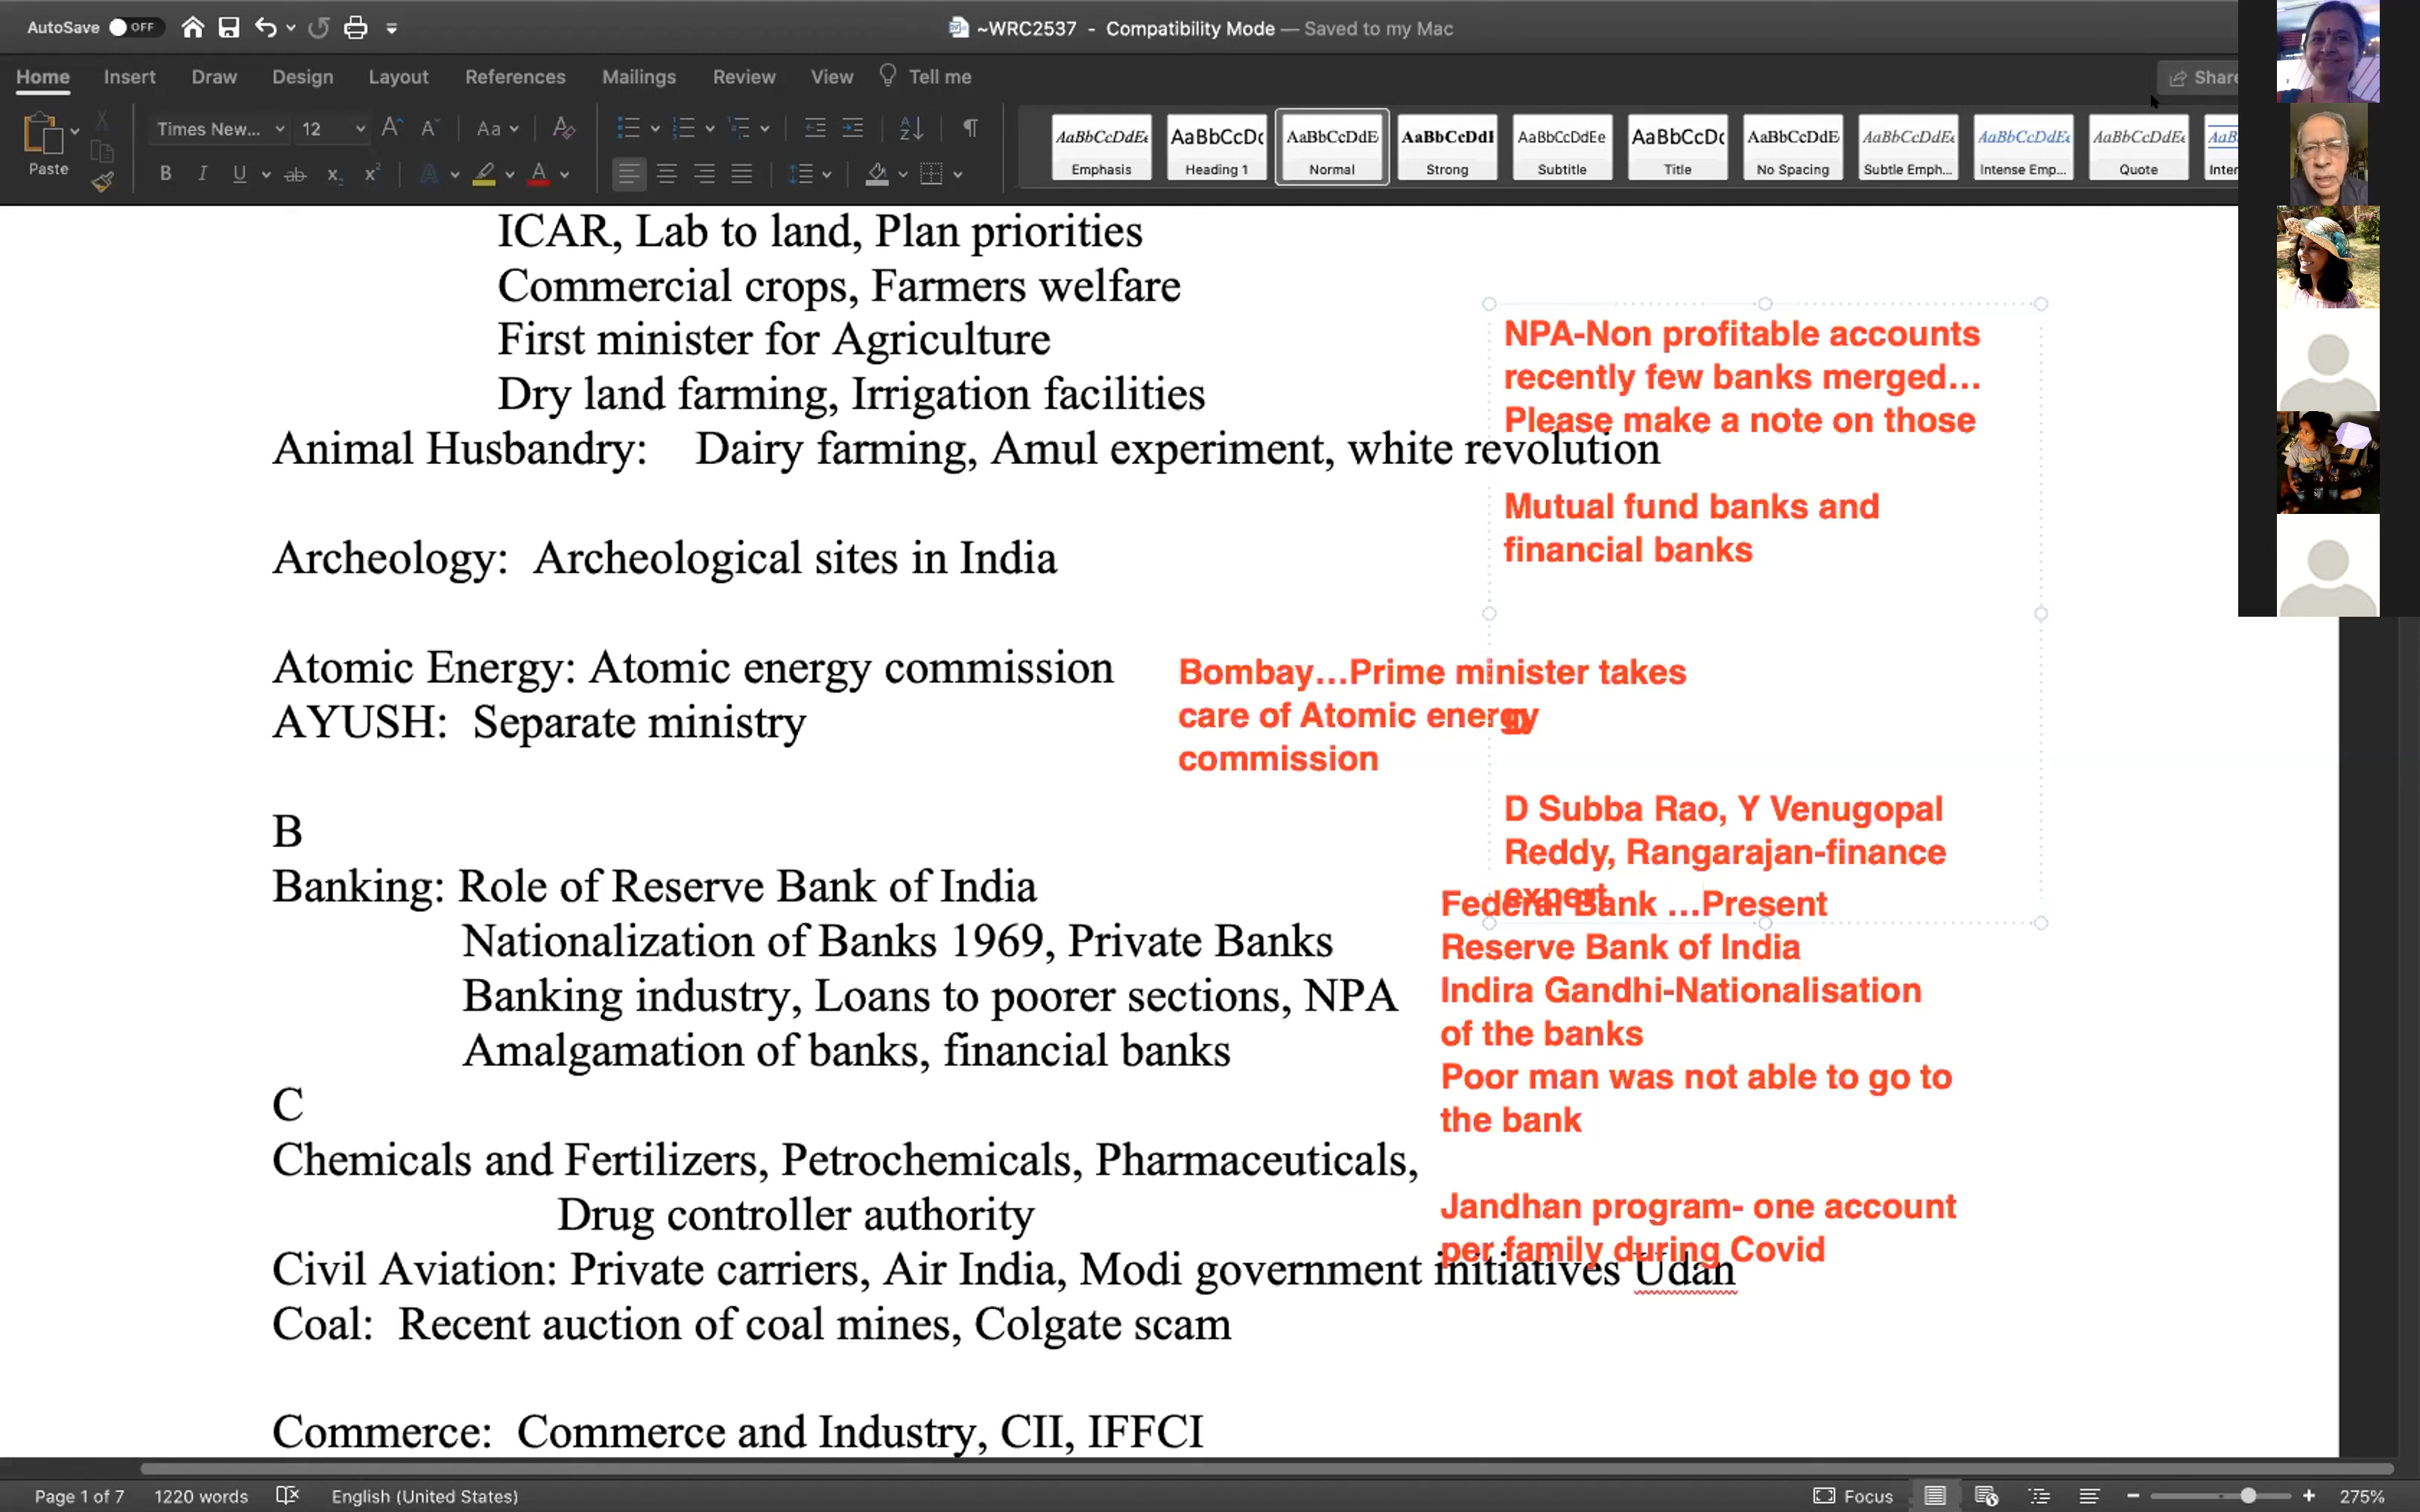 AutoSave OFF
~WRC2537 - Compatibility Mode — Saved to my Mac
Home Insert Draw Design Layout References Mailings Review View Tell me
Share
Paste
Times New... 12
AaBbCcDdEe AaBbCcDc AaBbCcDdE AaBbCcDdI AaBbCcDdEe AaBbCcDc AaBbCcDdE AaBbCcDdEe AaBbCcDdEe AaBbCcDdEe AaB
Emphasis Heading 1 Normal Strong Subtitle Title No Spacing Subtle Emph... Intense Emp... Quote Inter
ICAR, Lab to land, Plan priorities
Commercial crops, Farmers welfare
First minister for Agriculture
Dry land farming, Irrigation facilities
Animal Husbandry: Dairy farming, Amul experiment, white revolution
Archeology: Archeological sites in India
Atomic Energy: Atomic energy commission
AYUSH: Separate ministry
B
Banking: Role of Reserve Bank of India
Nationalization of Banks 1969, Private Banks
Banking industry, Loans to poorer sections, NPA
Amalgamation of banks, financial banks
C
Chemicals and Fertilizers, Petrochemicals, Pharmaceuticals,
Drug controller authority
Civil Aviation: Private carriers, Air India, Modi government initiatives Udan
Coal: Recent auction of coal mines, Colgate scam
Commerce: Commerce and Industry, CII, IFFCI
NPA-Non profitable accounts
recently few banks merged...
Please make a note on those
Mutual fund banks and
financial banks
Bombay...Prime minister takes
care of Atomic energy
commission
D Subba Rao, Y Venugopal
Reddy, Rangarajan-finance
expert
Federal Bank ...Present
Reserve Bank of India
Indira Gandhi-Nationalisation
of the banks
Poor man was not able to go to
the bank
Jandhan program- one account
per family during Covid
Page 1 of 7 1220 words English (United States) Focus 275%